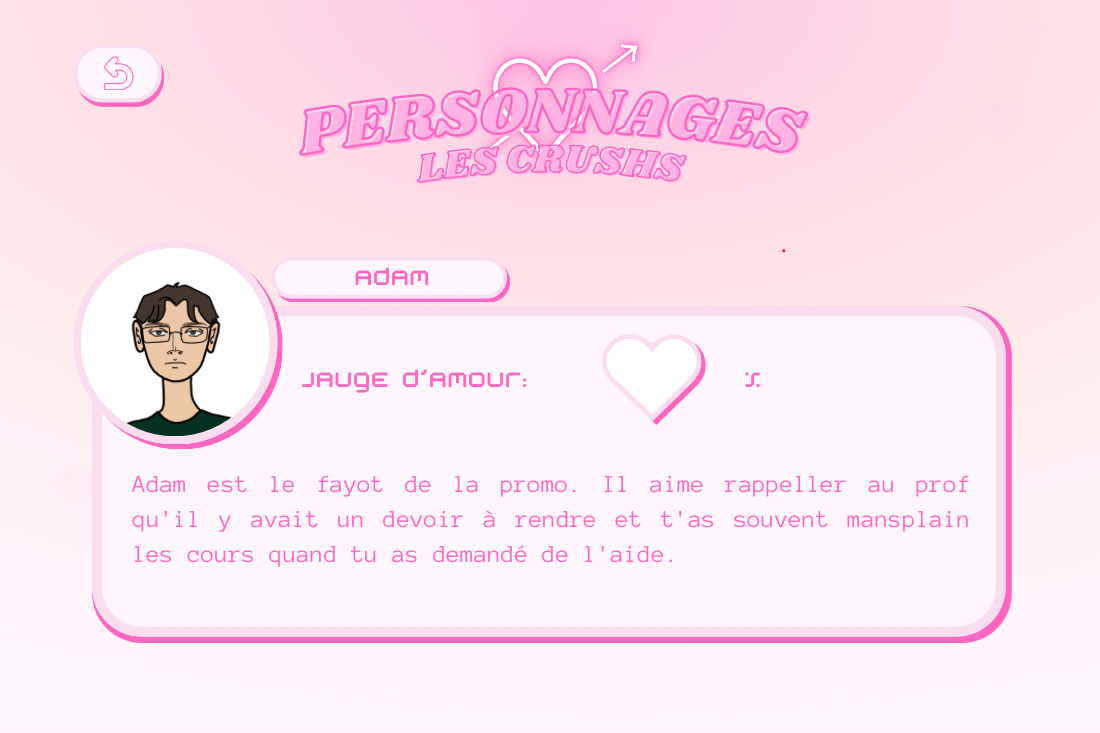 PERSONNAGES
LES CRUSHS
Adam
Jauge d'amour: %
Adam est le fayot de la promo. Il aime rappeller au prof
qu'il y avait un devoir à rendre et t'as souvent mansplain
les cours quand tu as demandé de l'aide.